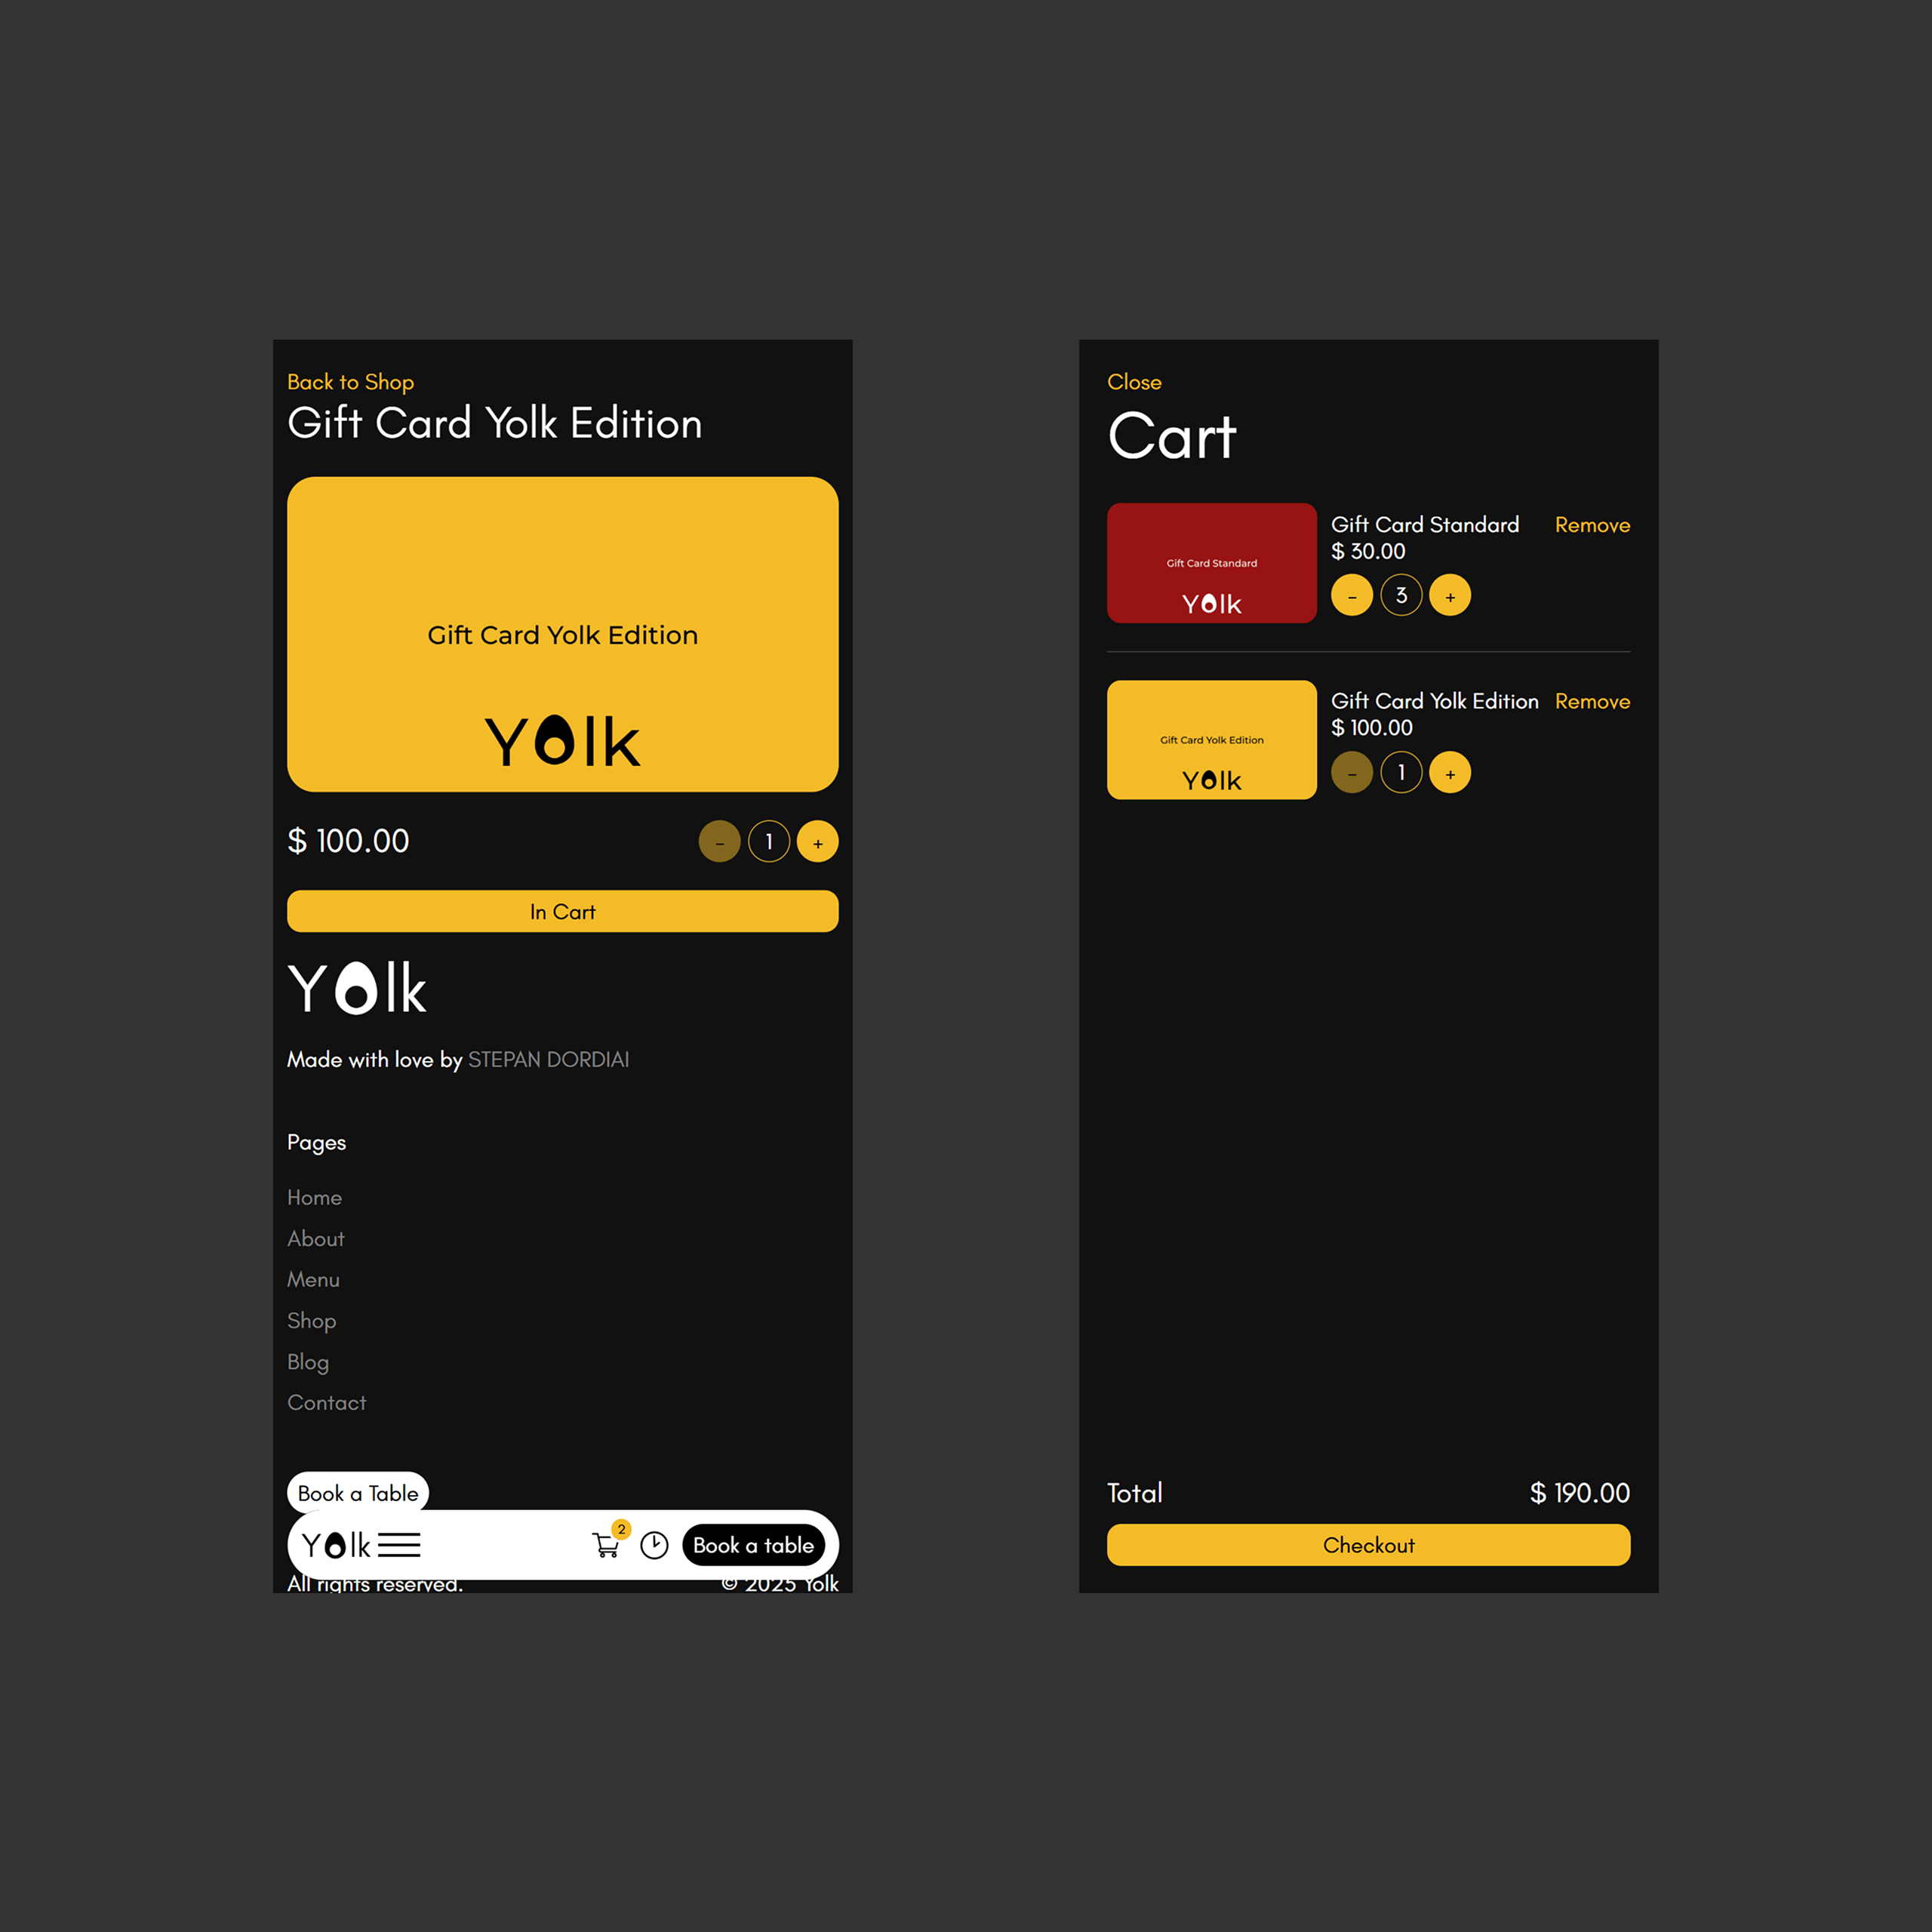 Back to Shop
Gift Card Yolk Edition
Gift Card Yolk Edition
Yolk
$ 100.00
– 1 +
In Cart
Yolk
Made with love by STEPAN DORDIAI
Pages
Home
About
Menu
Shop
Blog
Contact
Book a Table
Yolk 2 Book a table
All rights reserved. © 2025 Yolk
Close
Cart
Gift Card Standard
Yolk
Gift Card Standard Remove
$ 30.00
– 3 +
Gift Card Yolk Edition
Yolk
Gift Card Yolk Edition Remove
$ 100.00
– 1 +
Total $ 190.00
Checkout